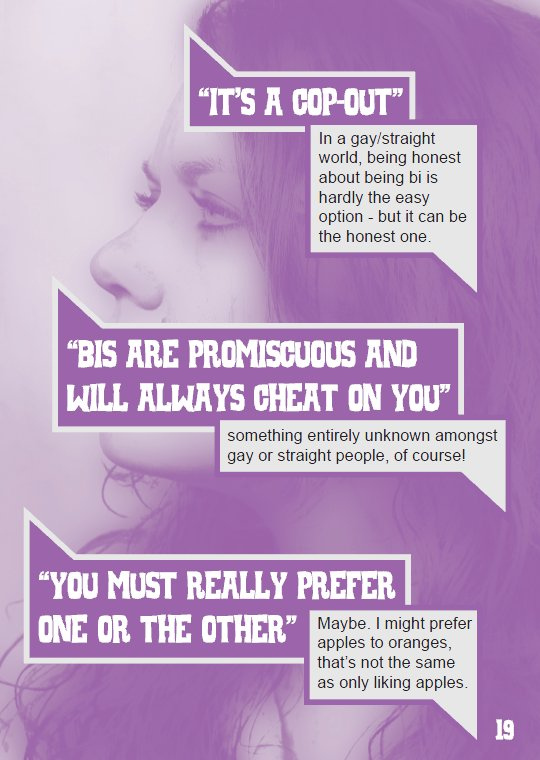 “IT’S A COP-OUT”
In a gay/straight
world, being honest
about being bi is
hardly the easy
option - but it can be
the honest one.
“BIS ARE PROMISCUOUS AND
WILL ALWAYS CHEAT ON YOU”
something entirely unknown amongst
gay or straight people, of course!
“YOU MUST REALLY PREFER
ONE OR THE OTHER”
Maybe. I might prefer
apples to oranges,
that’s not the same
as only liking apples.
19